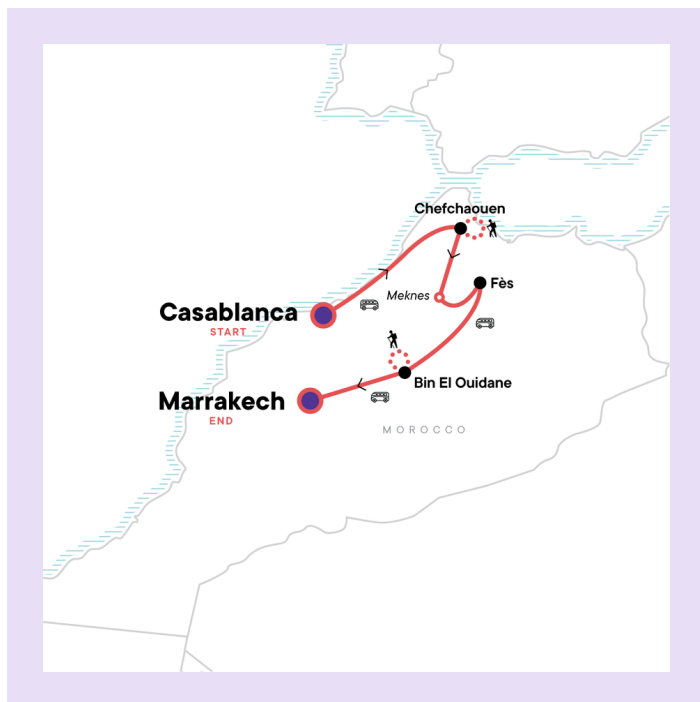 Chefchaouen
Meknes
Fès
Casablanca
START
Bin El Ouidane
Marrakech
END
MOROCCO